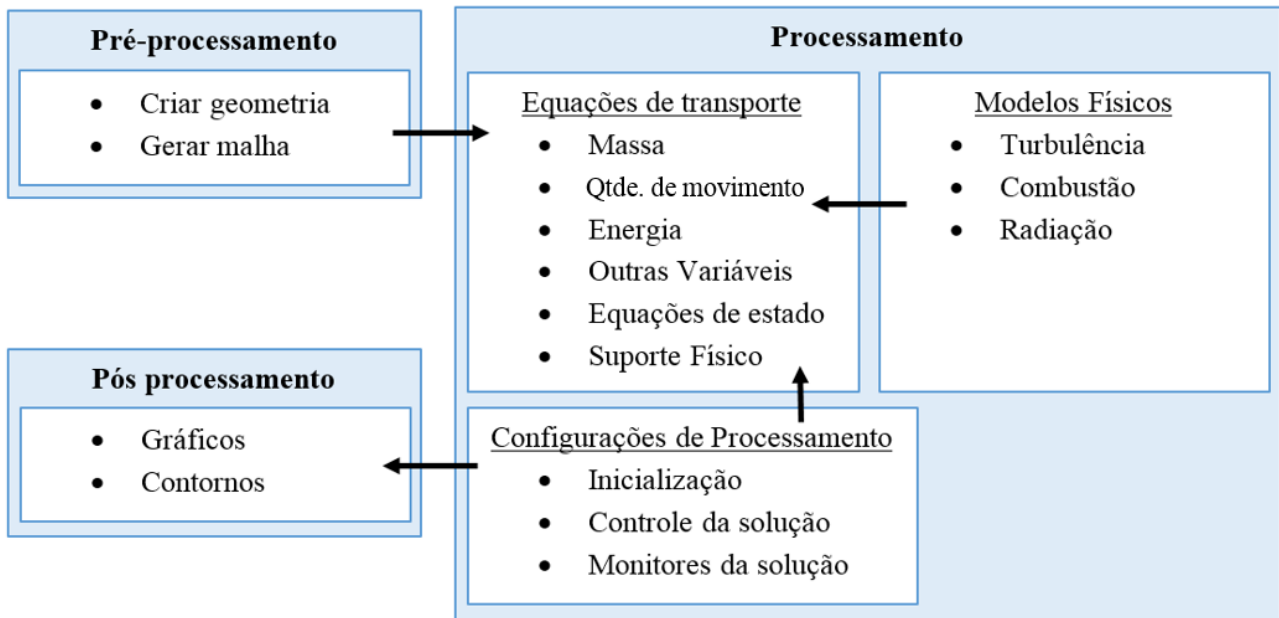 Pré-processamento
• Criar geometria
• Gerar malha
Processamento
Equações de transporte
• Massa
• Qtde. de movimento
• Energia
• Outras Variáveis
• Equações de estado
• Suporte Físico
Modelos Físicos
• Turbulência
• Combustão
• Radiação
Pós processamento
• Gráficos
• Contornos
Configurações de Processamento
• Inicialização
• Controle da solução
• Monitores da solução